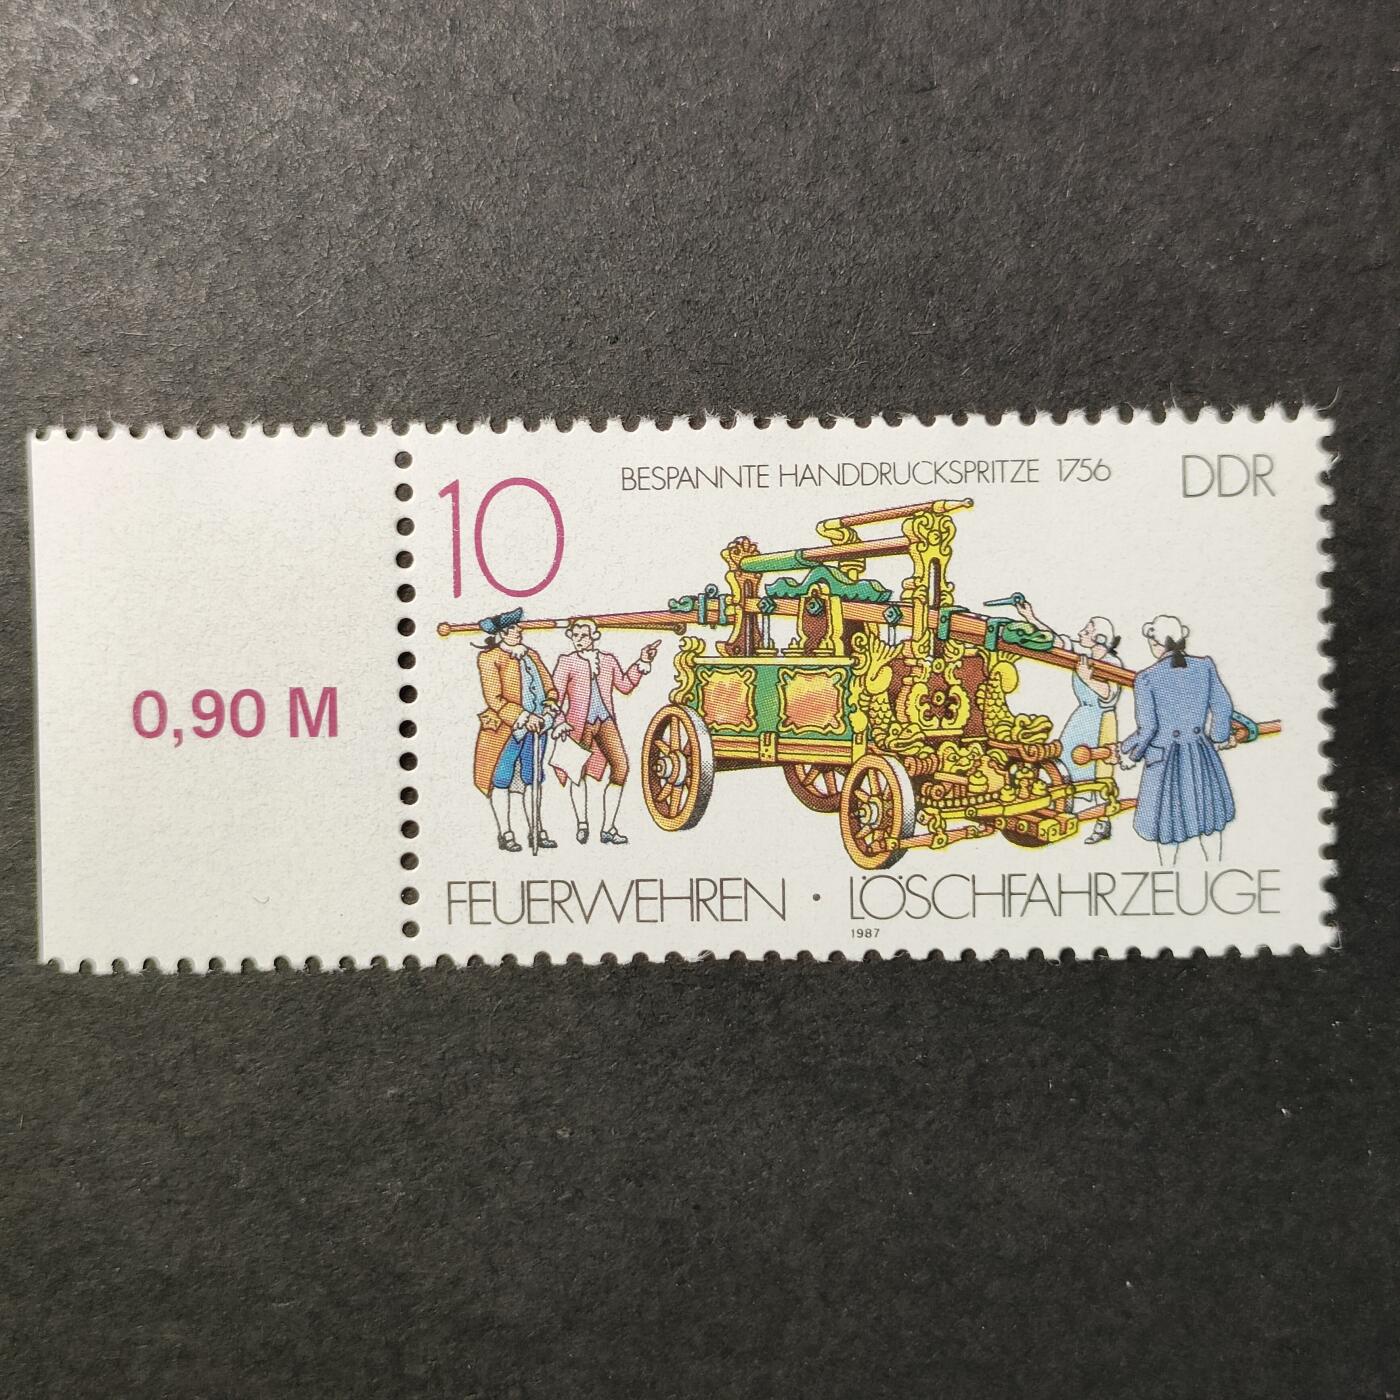 10
BESPANNTE HANDDRUCKSPRITZE 1756
DDR
0,90 M
FEUERWEHREN · LÖSCHFAHRZEUGE
1987